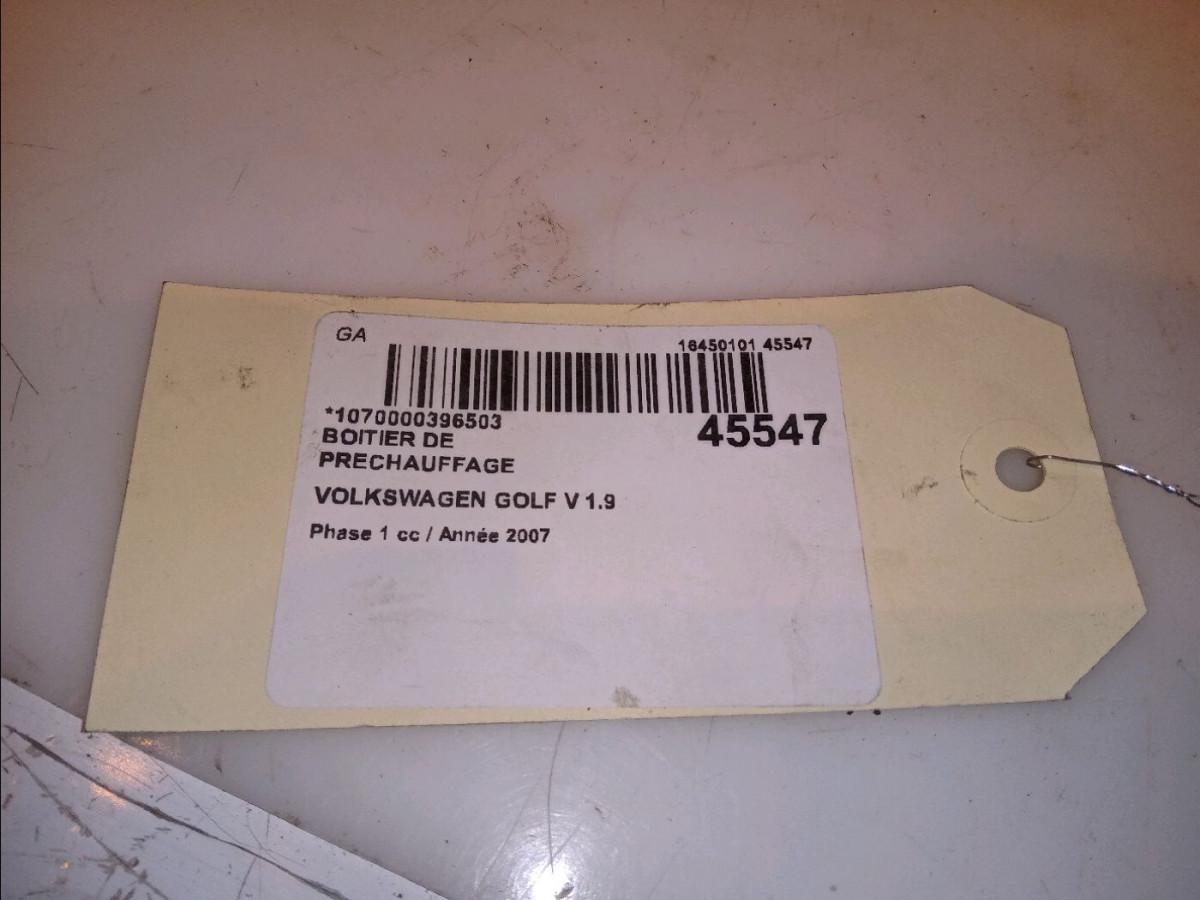 GA
16450101 45547
*1070000396503
45547
BOITIER DE
PRECHAUFFAGE
VOLKSWAGEN GOLF V 1.9
Phase 1 cc / Année 2007